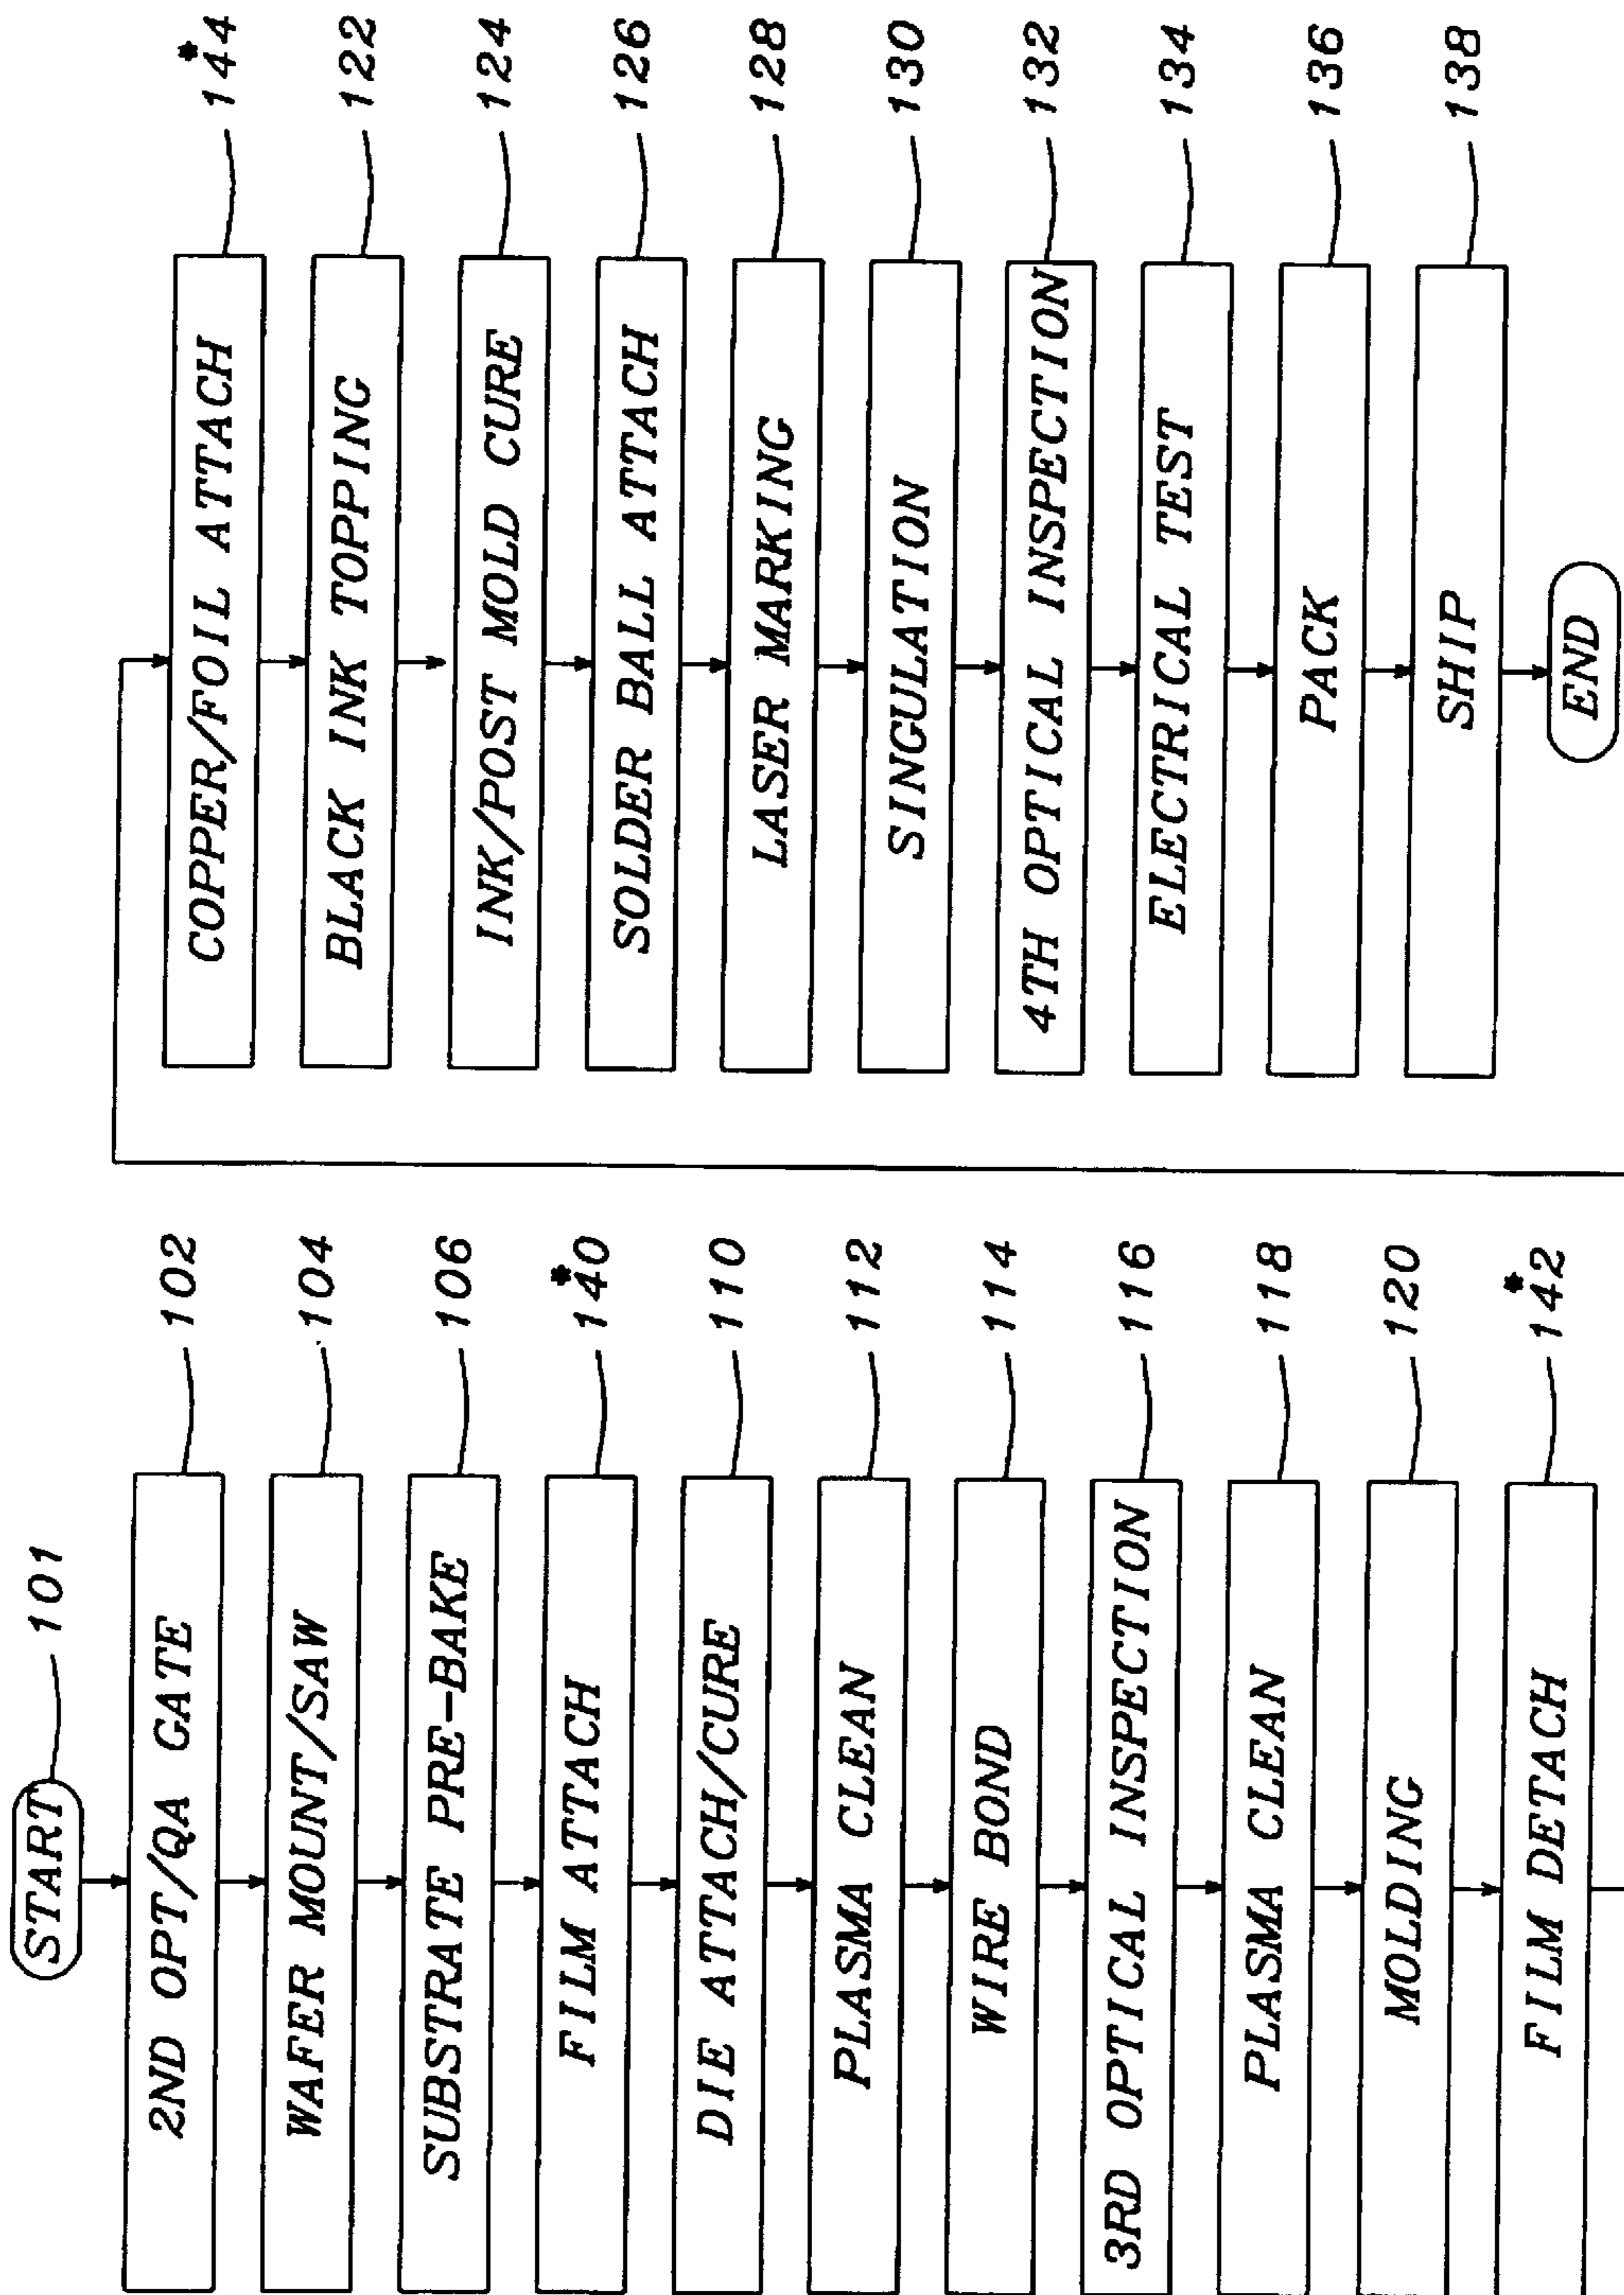 START 101
2ND OPT/QA GATE 102
WAFER MOUNT/SAW 104
SUBSTRATE PRE-BAKE 106
FILM ATTACH 140*
DIE ATTACH/CURE 110
PLASMA CLEAN 112
WIRE BOND 114
3RD OPTICAL INSPECTION 116
PLASMA CLEAN 118
MOLDING 120
FILM DETACH 142*
COPPER/FOIL ATTACH 144*
BLACK INK TOPPING 122
INK/POST MOLD CURE 124
SOLDER BALL ATTACH 126
LASER MARKING 128
SINGULATION 130
4TH OPTICAL INSPECTION 132
ELECTRICAL TEST 134
PACK 136
SHIP 138
END